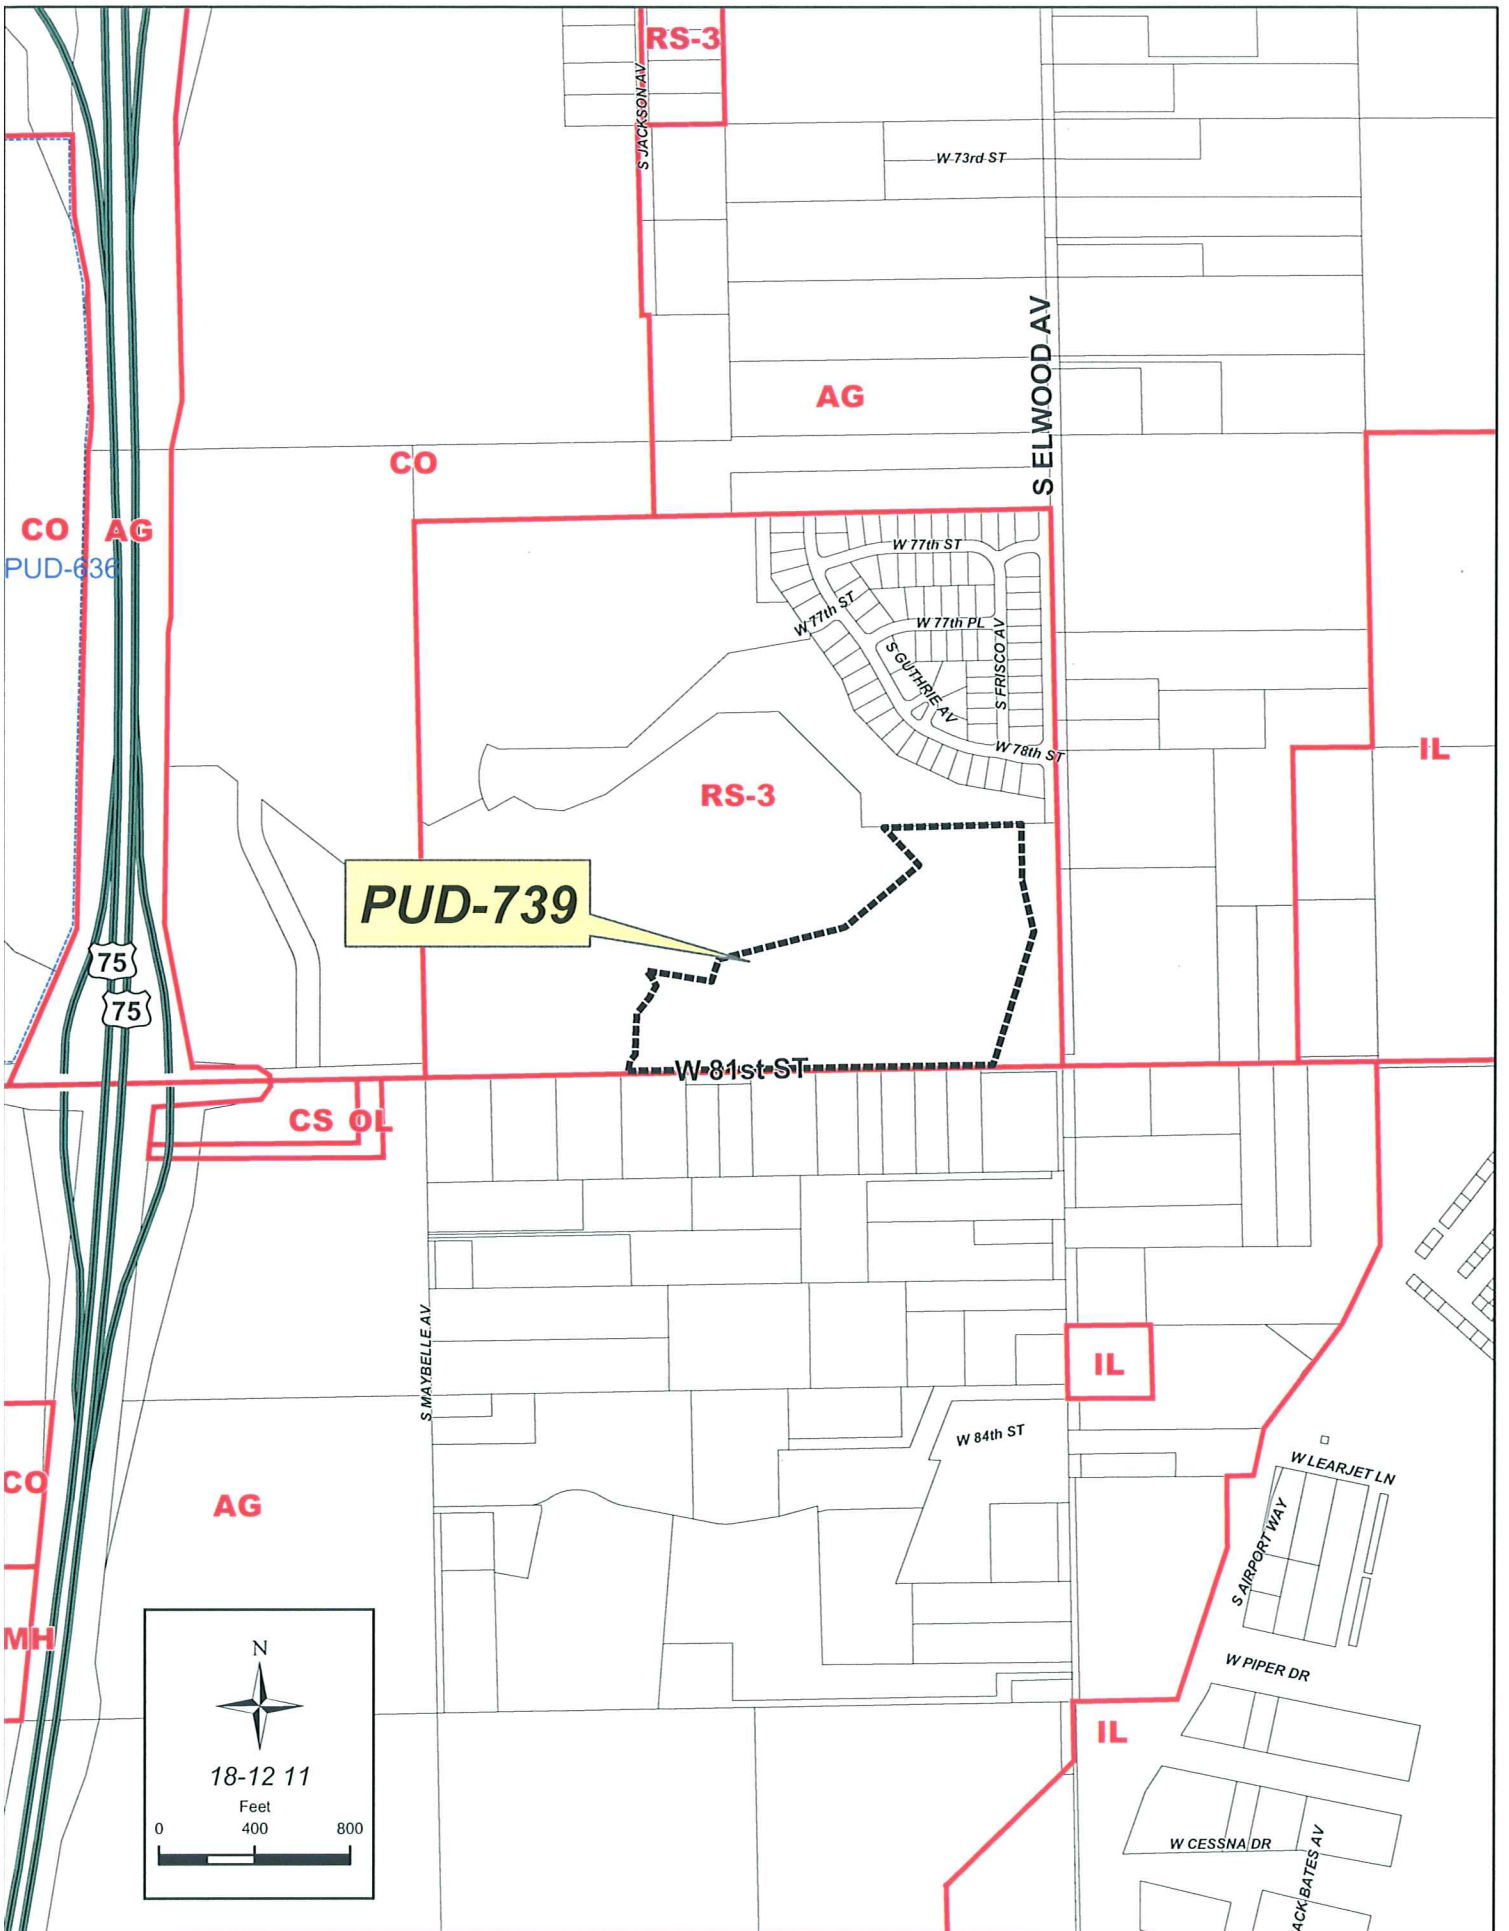 RS-3
S JACKSON AV
W 73rd ST
S ELWOOD AV
AG
CO
CO
AG
PUD-636
W 77th ST
W 77th ST
W 77th PL
S GUTHRIE AV
S FRISCO AV
W 78th ST
IL
RS-3
PUD-739
75
75
W 81st ST
CS
OL
S MAYBELLE AV
IL
W 84th ST
CO
AG
W LEARJET LN
S AIRPORT WAY
MH
N
18-12 11
Feet
0
400
800
W PIPER DR
IL
W CESSNA DR
ACK BATES AV